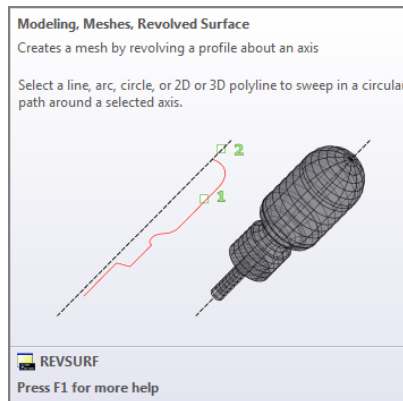 Modeling, Meshes, Revolved Surface
Creates a mesh by revolving a profile about an axis
Select a line, arc, circle, or 2D or 3D polyline to sweep in a circular
path around a selected axis.
2
1
REVSURF
Press F1 for more help